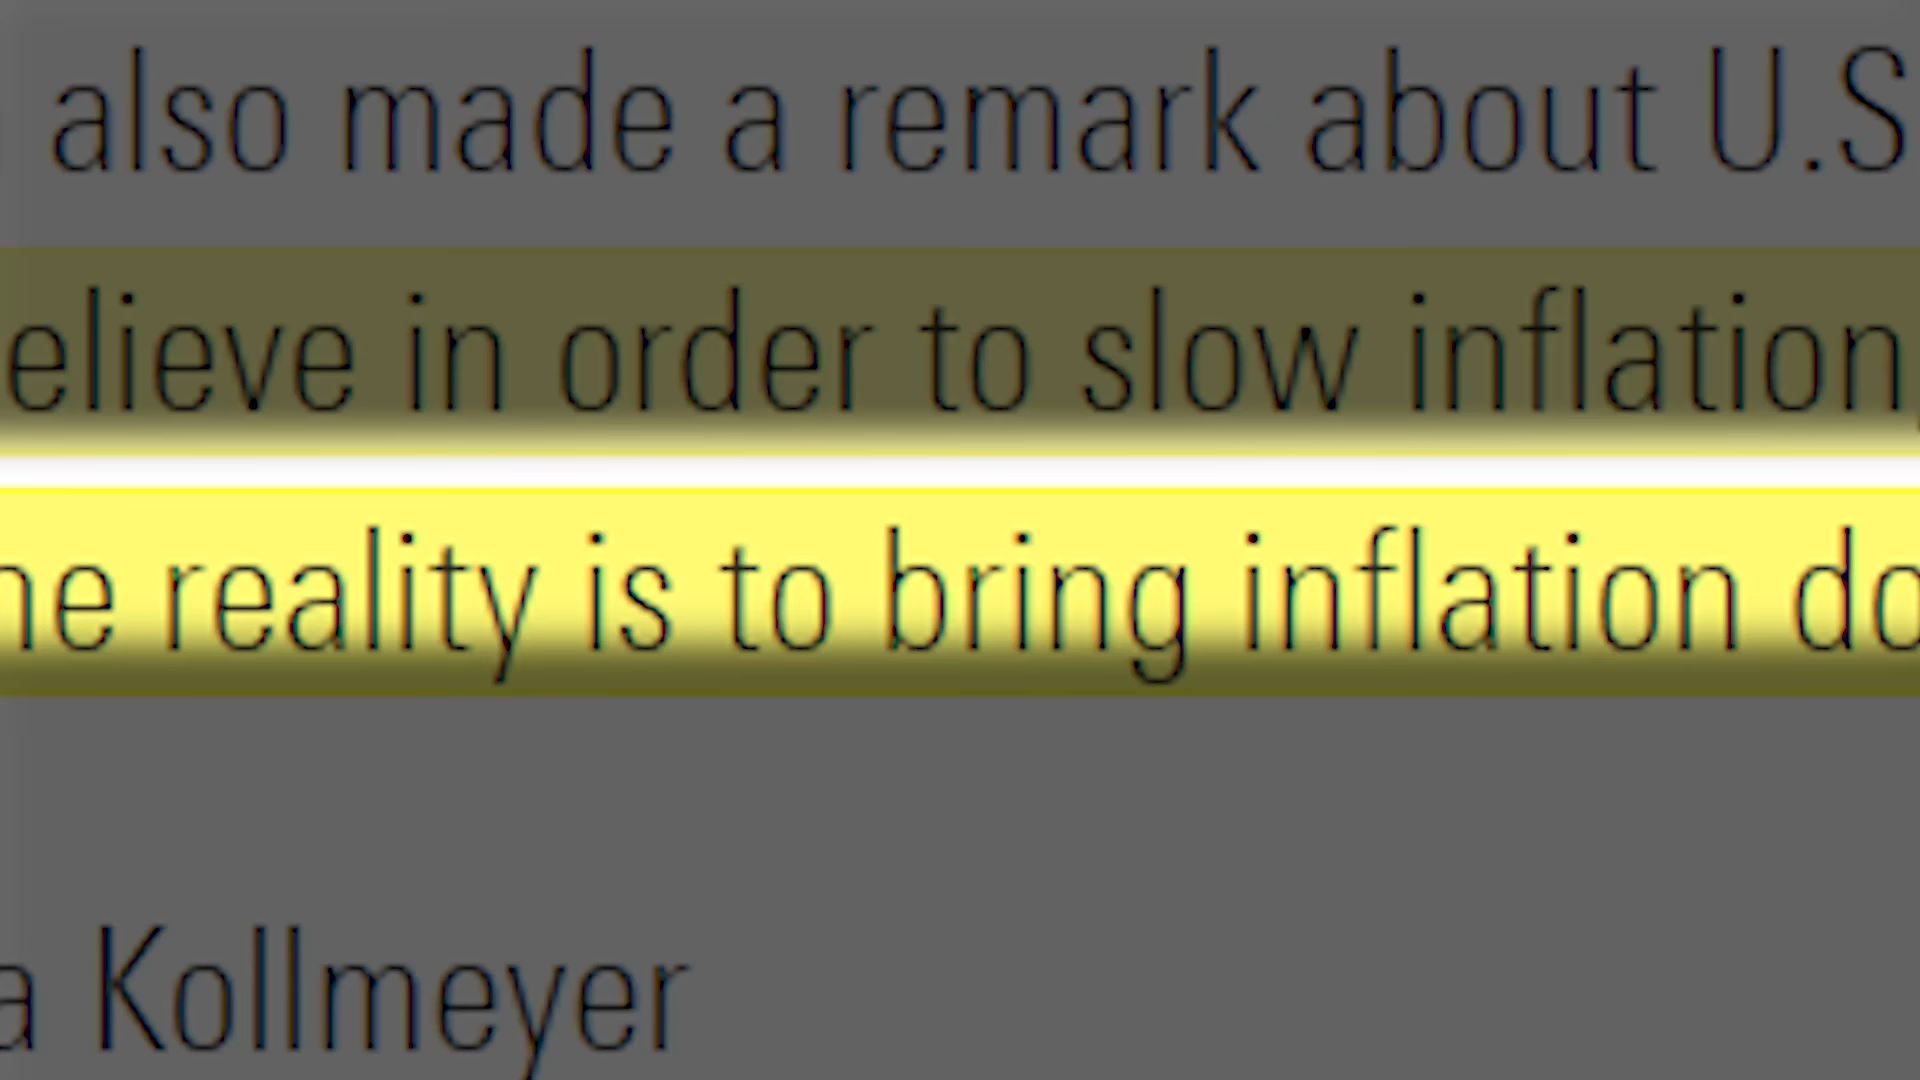 also made a remark about U.S
elieve in order to slow inflation,
he reality is to bring inflation do
a Kollmeyer